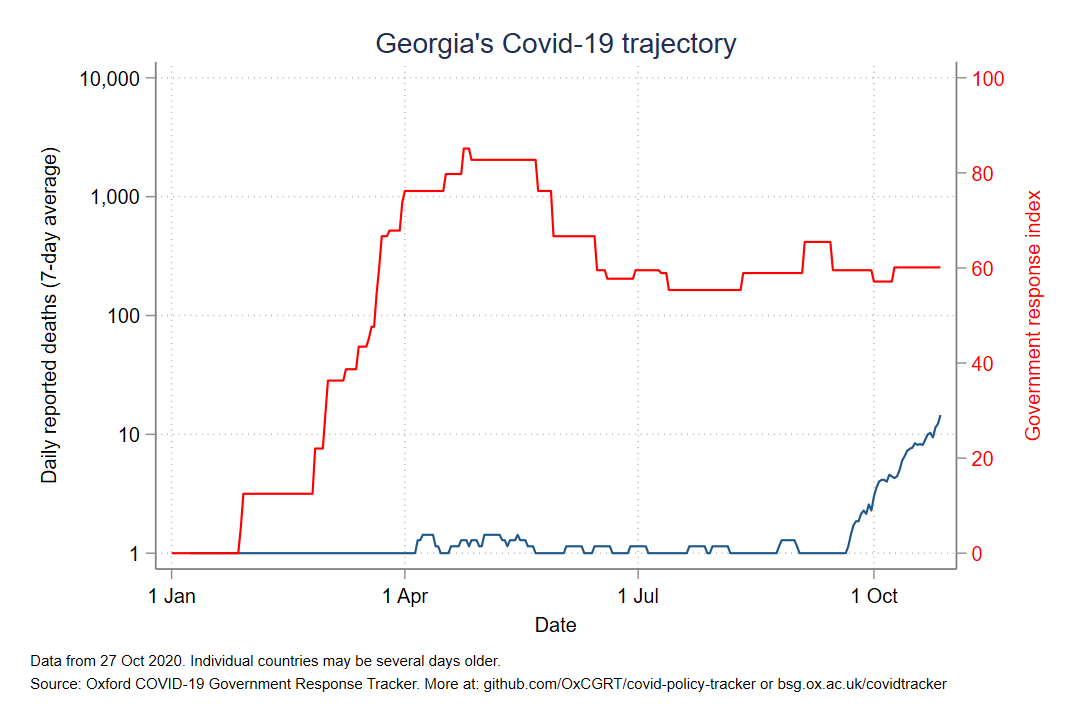 Georgia's Covid-19 trajectory
10,000
1,000
100
10
1
Daily reported deaths (7-day average)
100
80
60
40
20
0
Government response index
1 Jan
1 Apr
1 Jul
1 Oct
Date
Data from 27 Oct 2020. Individual countries may be several days older.
Source: Oxford COVID-19 Government Response Tracker. More at: github.com/OxCGRT/covid-policy-tracker or bsg.ox.ac.uk/covidtracker